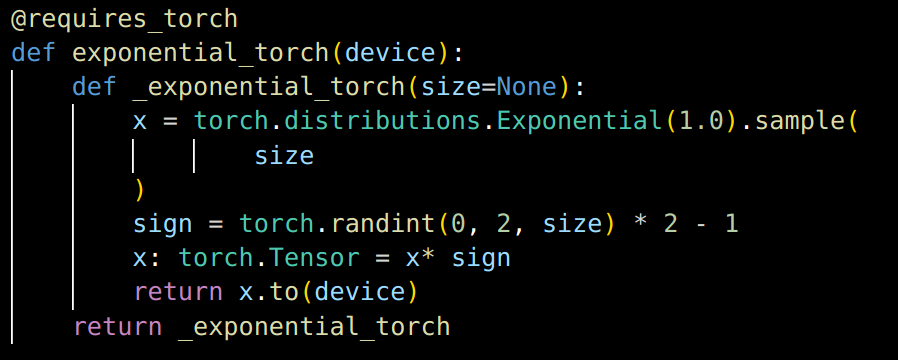 @requires_torch
def exponential_torch(device):
    def _exponential_torch(size=None):
        x = torch.distributions.Exponential(1.0).sample(
                size
        )
        sign = torch.randint(0, 2, size) * 2 - 1
        x: torch.Tensor = x* sign
        return x.to(device)
    return _exponential_torch